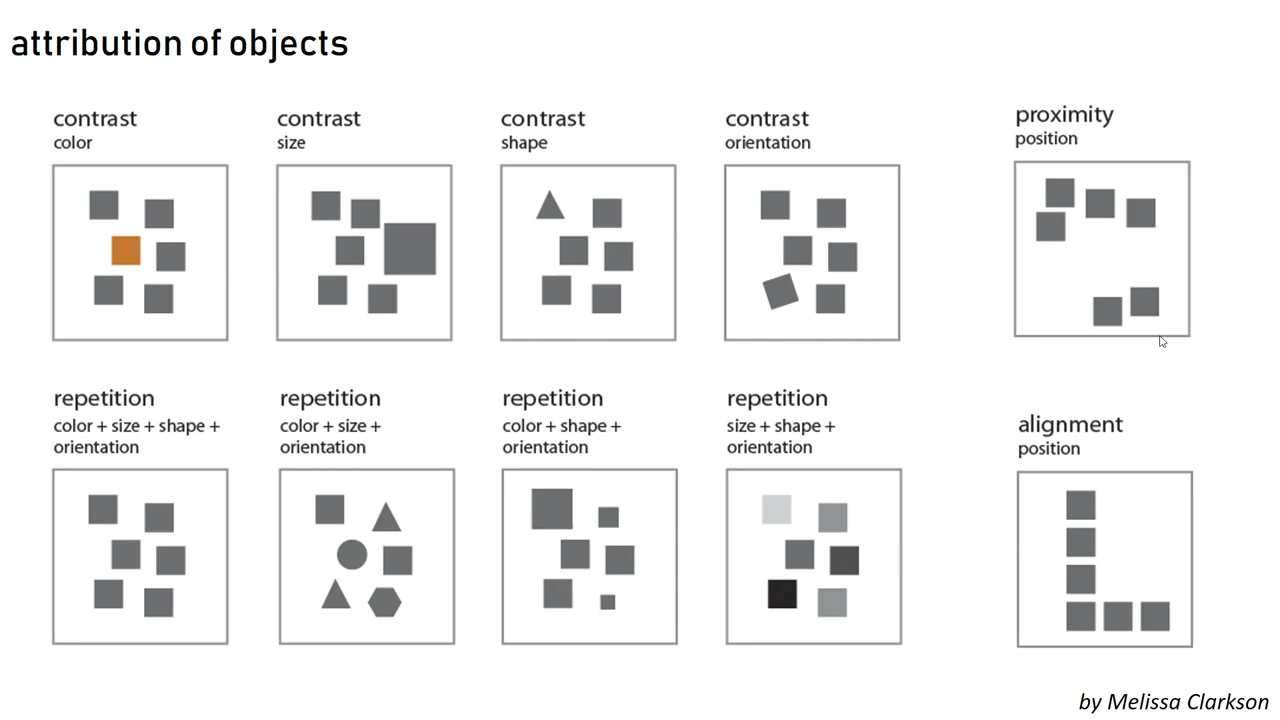 attribution of objects
contrast
color
contrast
size
contrast
shape
contrast
orientation
proximity
position
repetition
color + size + shape +
orientation
repetition
color + size +
orientation
repetition
color + shape +
orientation
repetition
size + shape +
orientation
alignment
position
by Melissa Clarkson